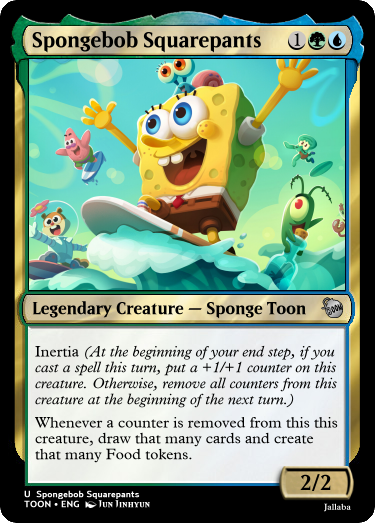 Spongebob Squarepants 1
Legendary Creature — Sponge Toon
Inertia (At the beginning of your end step, if you
cast a spell this turn, put a +1/+1 counter on this
creature. Otherwise, remove all counters from this
creature at the beginning of the next turn.)
Whenever a counter is removed from this this
creature, draw that many cards and create
that many Food tokens.
2/2
U Spongebob Squarepants
TOON • ENG Jun Jinhyun
Jallaba